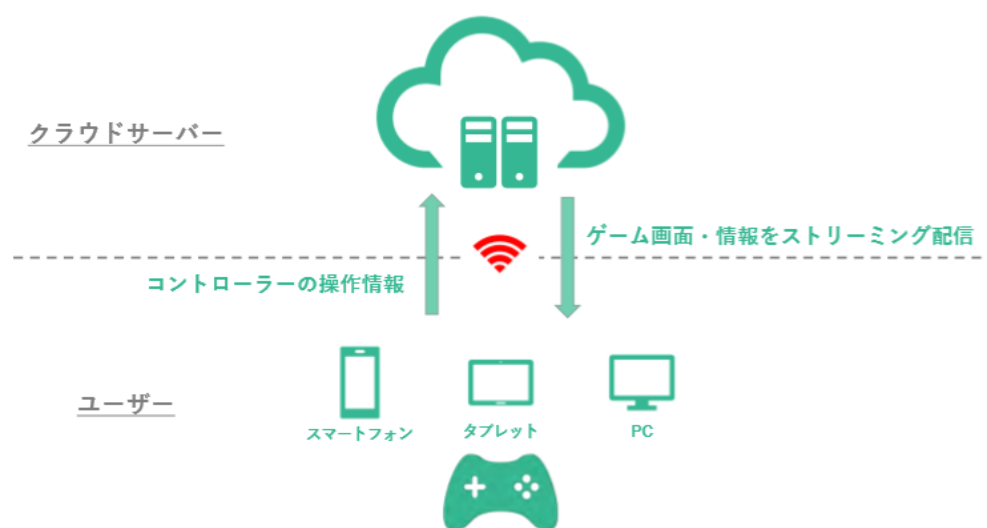 クラウドサーバー
ゲーム画面・情報をストリーミング配信
コントローラーの操作情報
ユーザー
スマートフォン
タブレット
PC